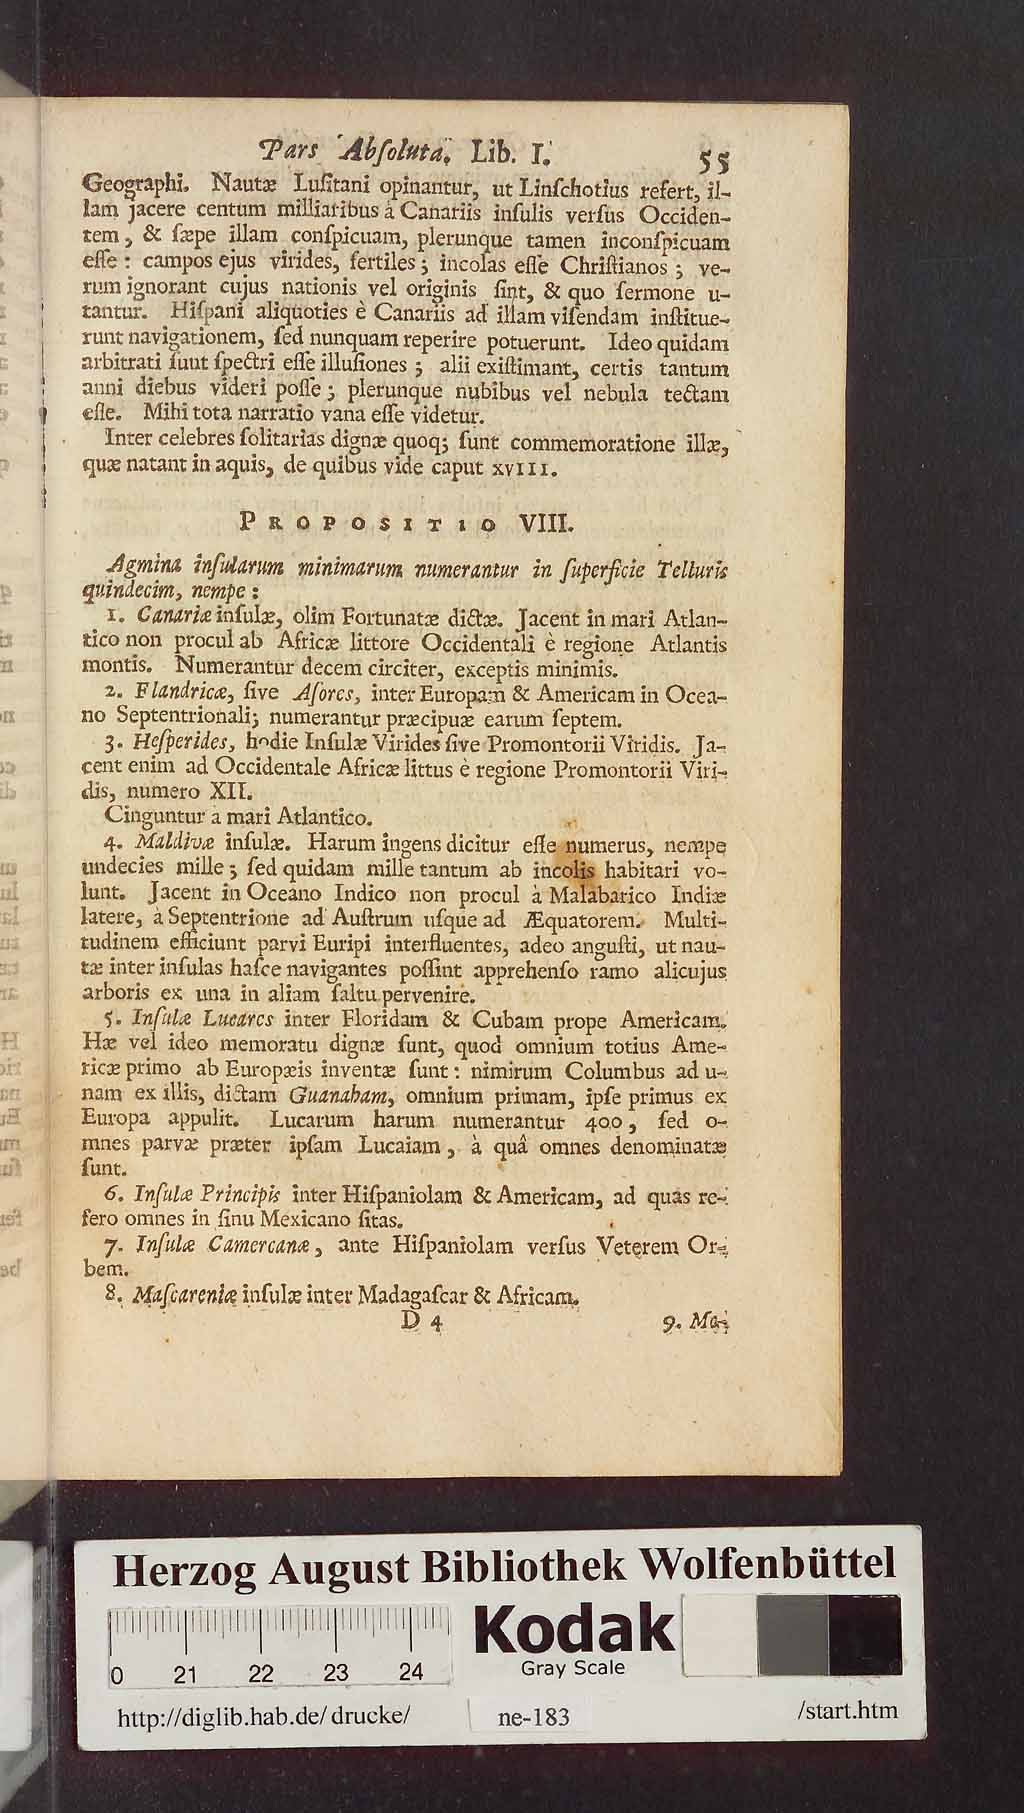 Pars Abſoluta. Lib. I. 55
Geographi. Nautæ Luſitani opinantur, ut Linſchotius refert, il-
lam jacere centum milliaribus á Canariis inſulis verſus Occiden-
tem, & ſæpe illam conſpicuam, plerunque tamen inconſpicuam
eſſe : campos ejus virides, fertiles ; incolas eſſe Chriſtianos ; ve-
rum ignorant cujus nationis vel originis ſint, & quo ſermone u-
tantur. Hiſpani aliquoties è Canariis ad illam viſendam inſtitue-
runt navigationem, ſed nunquam reperire potuerunt. Ideo quidam
arbitrati ſunt ſpectri eſſe illuſiones ; alii exiſtimant, certis tantum
anni diebus videri poſſe ; plerunque nubibus vel nebula tectam
eſſe. Mihi tota narratio vana eſſe videtur.
Inter celebres ſolitarias dignæ quoq; ſunt commemoratione illæ,
quæ natant in aquis, de quibus vide caput XVIII.
PROPOSITIO VIII.
Agmina inſularum minimarum numerantur in ſuperficie Telluris
quindecim, nempe :
1. Canariæ inſulæ, olim Fortunatæ dictæ. Jacent in mari Atlan-
tico non procul ab Africæ littore Occidentali è regione Atlantis
montis. Numerantur decem circiter, exceptis minimis.
2. Flandricæ, ſive Aſores, inter Europam & Americam in Ocea-
no Septentrionali; numerantur præcipuæ earum ſeptem.
3. Heſperides, hodie Inſulæ Virides ſive Promontorii Viridis. Ja-
cent enim ad Occidentale Africæ littus è regione Promontorii Viri-
dis, numero XII.
Cinguntur à mari Atlantico.
4. Maldivæ inſulæ. Harum ingens dicitur eſſe numerus, nempe
undecies mille ; ſed quidam mille tantum ab incolis habitari vo-
lunt. Jacent in Oceano Indico non procul à Malabarico Indiæ
latere, à Septentrione ad Auſtrum uſque ad Æquatorem. Multi-
tudinem efficiunt parvi Euripi interfluentes, adeo anguſti, ut nau-
tæ inter inſulas haſce navigantes poſſint apprehenſo ramo alicujus
arboris ex una in aliam ſaltu pervenire.
5. Inſulæ Lucares inter Floridam & Cubam prope Americam.
Hæ vel ideo memoratu dignæ ſunt, quod omnium totius Ame-
ricæ primo ab Europæis inventæ ſunt : nimirum Columbus ad u-
nam ex illis, dictam Guanaham, omnium primam, ipſe primus ex
Europa appulit. Lucarum harum numerantur 400, ſed o-
mnes parvæ præter ipſam Lucaiam, à quâ omnes denominatæ
ſunt.
6. Inſulæ Principis inter Hiſpaniolam & Americam, ad quas re-
fero omnes in ſinu Mexicano ſitas.
7. Inſulæ Camercanæ, ante Hiſpaniolam verſus Veterem Or-
bem.
8. Maſcareniæ inſulæ inter Madagaſcar & Africam.
D 4 9. Ma-
Herzog August Bibliothek Wolfenbüttel
0 21 22 23 24
Kodak
Gray Scale
http://diglib.hab.de/drucke/ ne-183 /start.htm